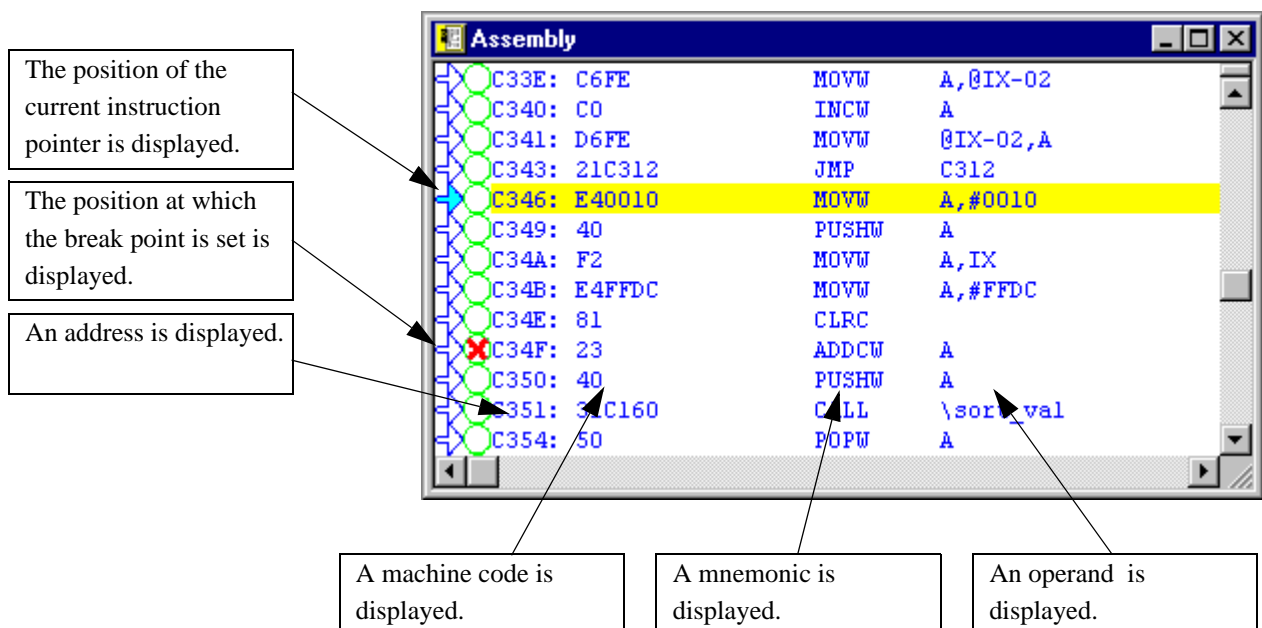 Assembly
The position of the
current instruction
pointer is displayed.
The position at which
the break point is set is
displayed.
An address is displayed.
C33E: C6FE MOVW A,@IX-02
C340: C0 INCW A
C341: D6FE MOVW @IX-02,A
C343: 21C312 JMP C312
C346: E40010 MOVW A,#0010
C349: 40 PUSHW A
C34A: F2 MOVW A,IX
C34B: E4FFDC MOVW A,#FFDC
C34E: 81 CLRC
C34F: 23 ADDCW A
C350: 40 PUSHW A
C351: 31C160 CALL \sort_val
C354: 50 POPW A
A machine code is
displayed.
A mnemonic is
displayed.
An operand is
displayed.